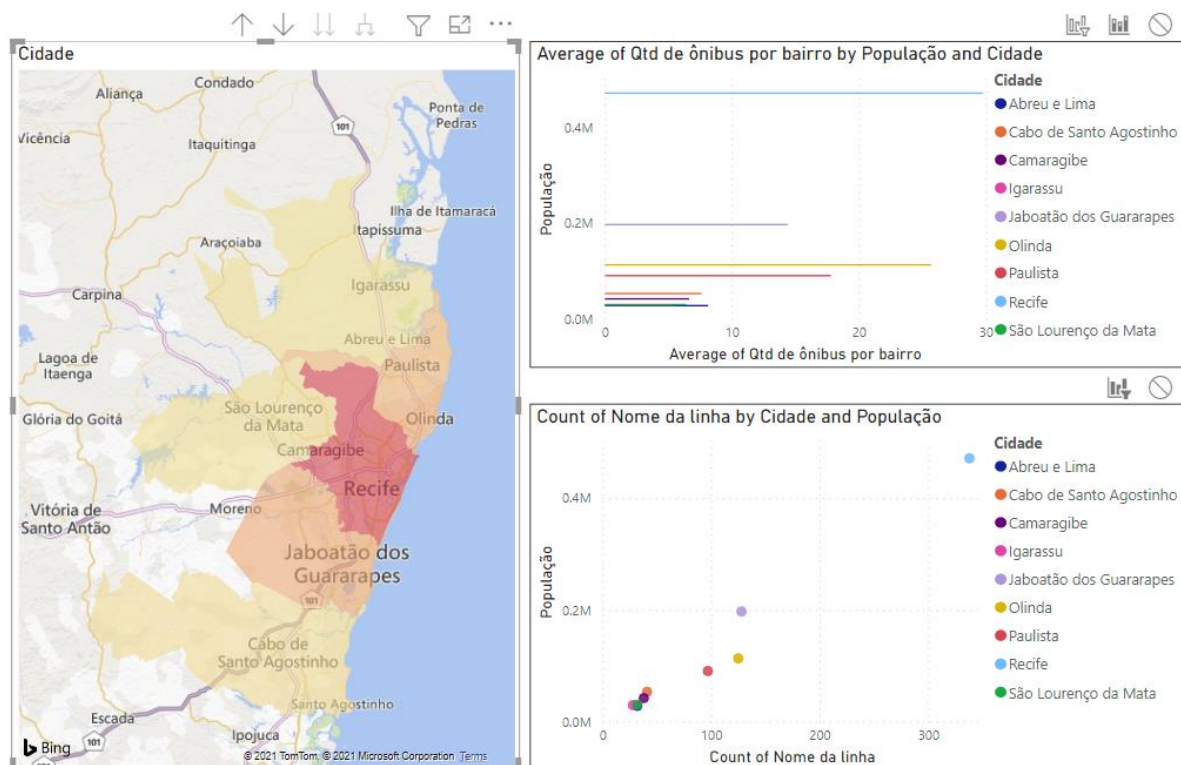 Cidade
Condado
Aliança
Ponta de
Pedras
101
Vicência
Itaquitinga
Ilha de Itamaracá
Itapíssuma
Araçoiaba
Igarassu
Carpina
Abreu e Lima
Lagoa de
Itaenga
Paulista
São Lourenço
da Mata
Glória do Goitá
Olinda
Camaragibe
Recife
Vitória de
Santo Antão
Moreno
Jaboatão dos
Guararapes
101
Cabo de
Santo Agostinho
Santo Agostinho
Escada
Ipojuca
101
Bing
© 2021 TomTom, © 2021 Microsoft Corporation Terms
Average of Qtd de ônibus por bairro by População and Cidade
População
0.4M
0.2M
0.0M
0 10 20 30
Average of Qtd de ônibus por bairro
Cidade
Abreu e Lima
Cabo de Santo Agostinho
Camaragibe
Igarassu
Jaboatão dos Guararapes
Olinda
Paulista
Recife
São Lourenço da Mata
Count of Nome da linha by Cidade and População
População
0.4M
0.2M
0.0M
0 100 200 300
Count of Nome da linha
Cidade
Abreu e Lima
Cabo de Santo Agostinho
Camaragibe
Igarassu
Jaboatão dos Guararapes
Olinda
Paulista
Recife
São Lourenço da Mata